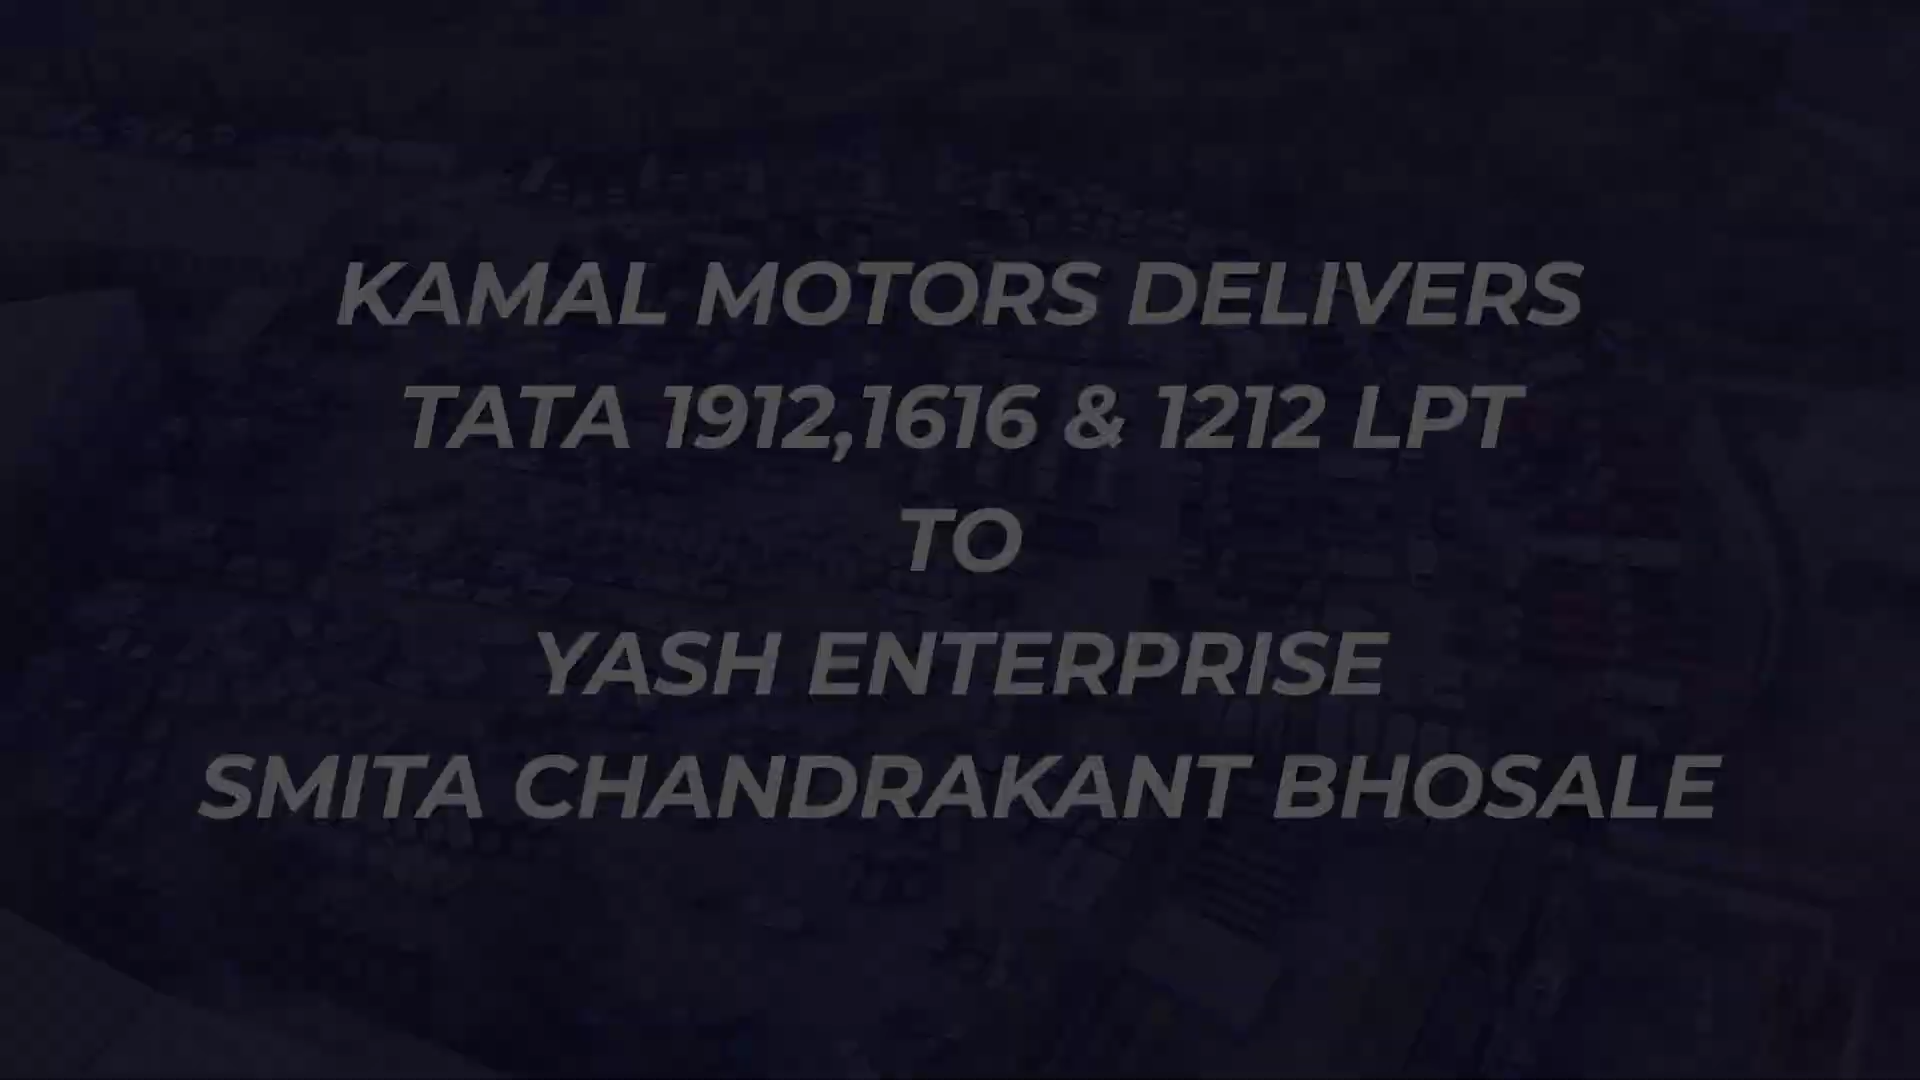 KAMAL MOTORS DELIVERS
TATA 1912,1616 & 1212 LPT
TO
YASH ENTERPRISE
SMITA CHANDRAKANT BHOSALE